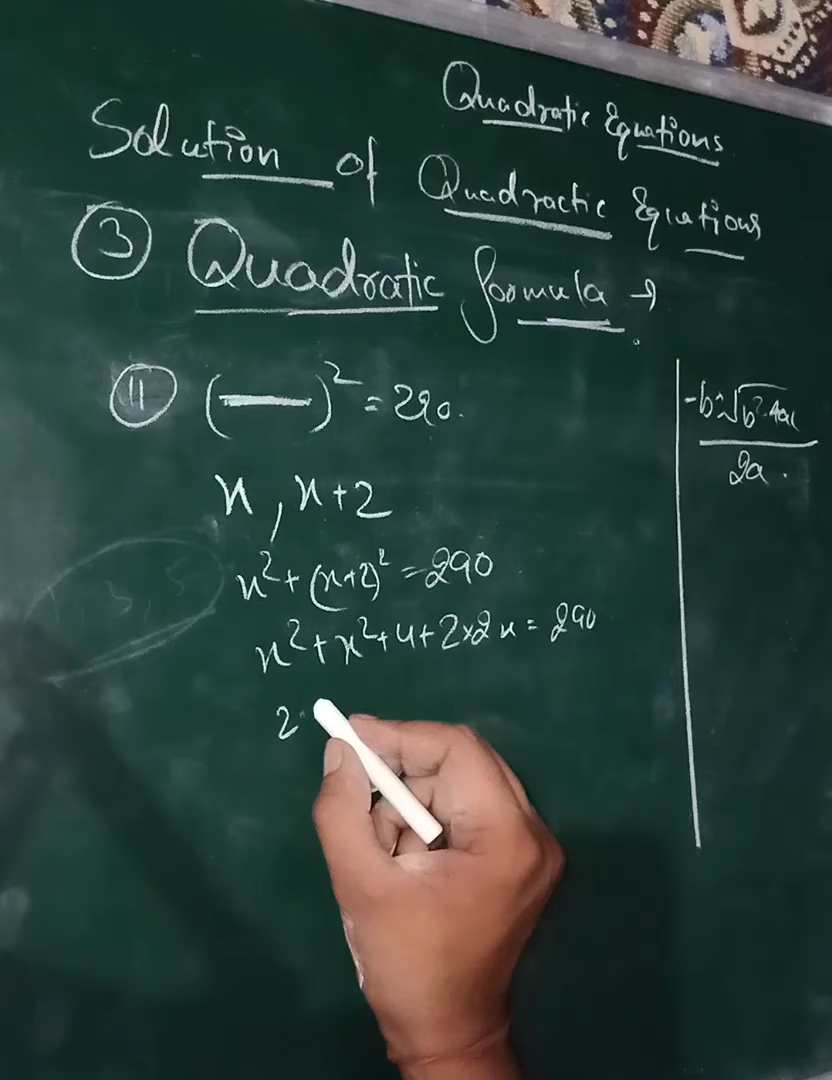 Quadratic Equations
Solution of Quadractic Equations
3 Quadratic formula →
11 ( — )² = 290.
x, x+2
x² + (x+2)² = 290
x² + x² + 4 + 2×2x = 290
2
-b±√b²-4ac
2a.